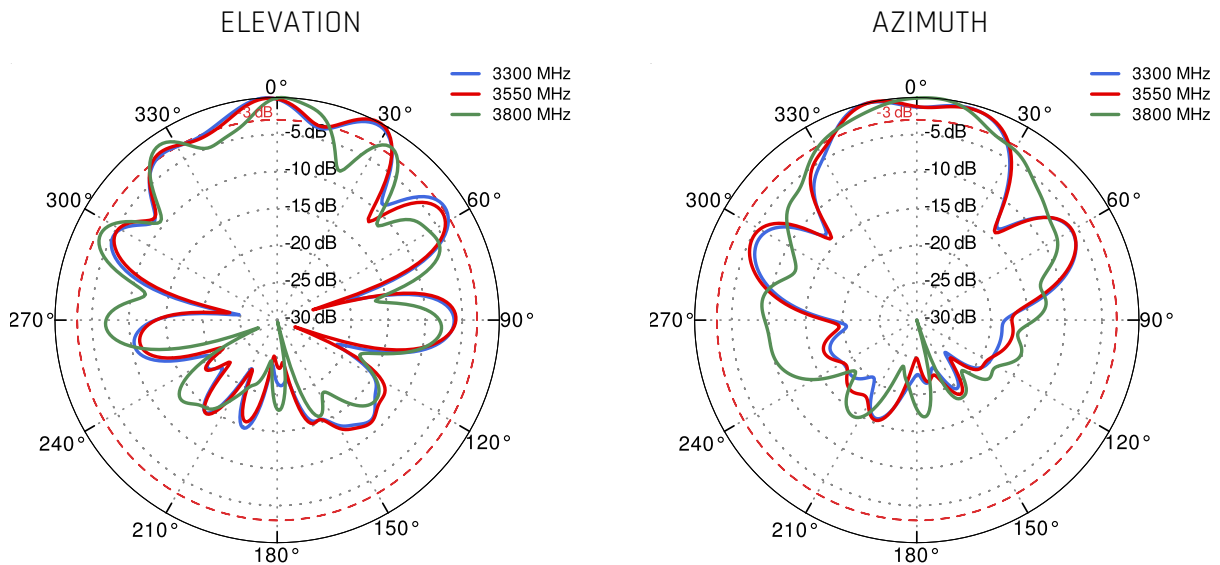 ELEVATION
3300 MHz
3550 MHz
3800 MHz
0°
30°
60°
90°
120°
150°
180°
210°
240°
270°
300°
330°
-3 dB
-5 dB
-10 dB
-15 dB
-20 dB
-25 dB
-30 dB
AZIMUTH
3300 MHz
3550 MHz
3800 MHz
0°
30°
60°
90°
120°
150°
180°
210°
240°
270°
300°
330°
-3 dB
-5 dB
-10 dB
-15 dB
-20 dB
-25 dB
-30 dB